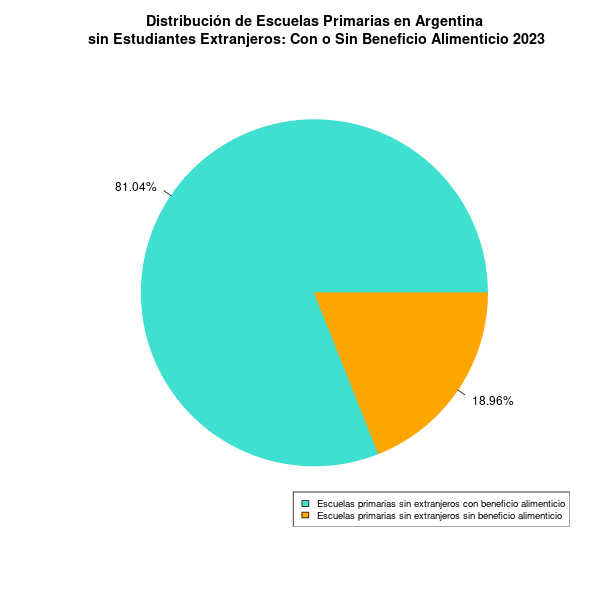 Distribución de Escuelas Primarias en Argentina
sin Estudiantes Extranjeros: Con o Sin Beneficio Alimenticio 2023
81.04%
18.96%
Escuelas primarias sin extranjeros con beneficio alimenticio
Escuelas primarias sin extranjeros sin beneficio alimenticio